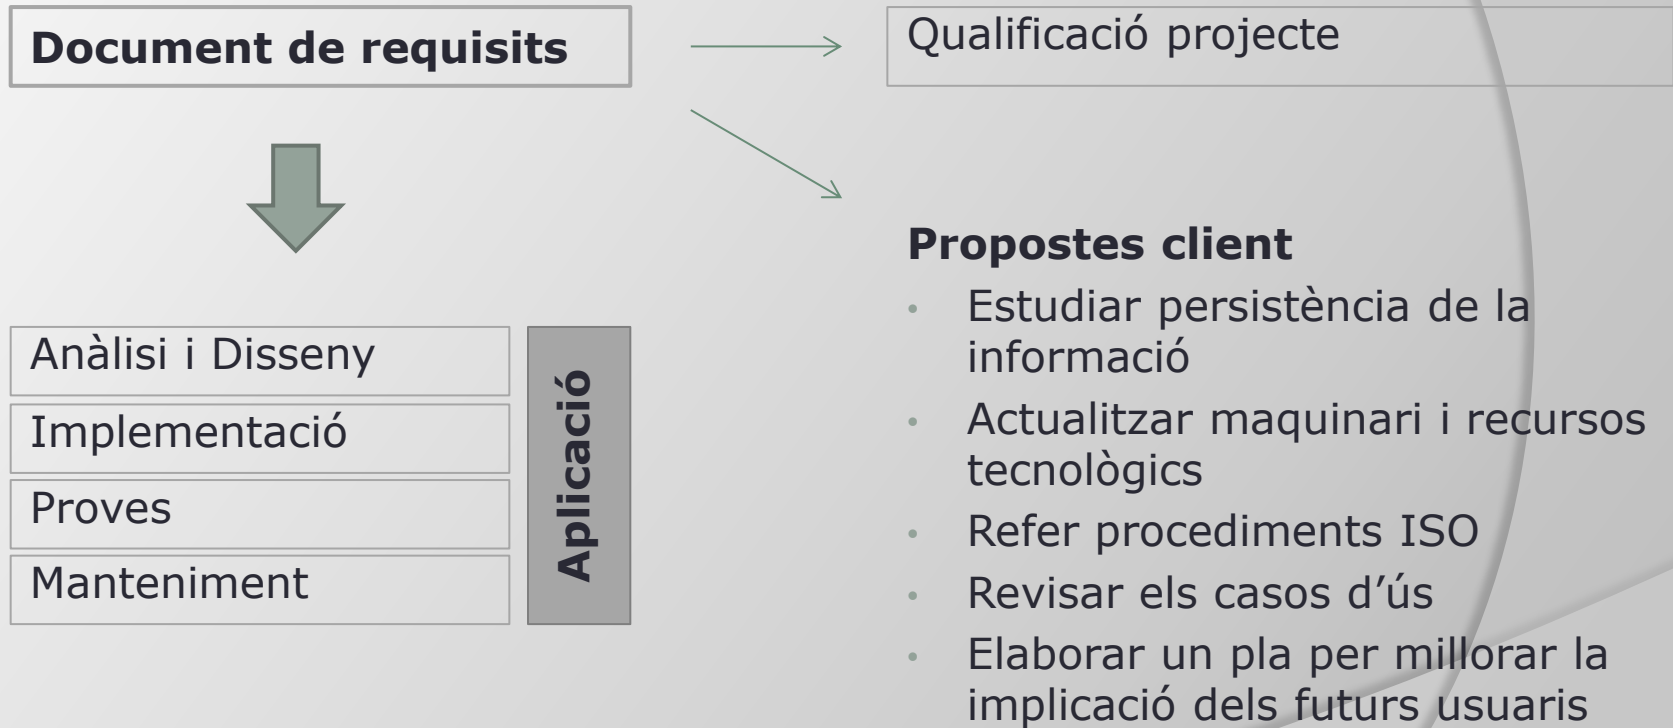 Document de requisits
Qualificació projecte
Anàlisi i Disseny
Implementació
Proves
Manteniment
Aplicació
Propostes client
• Estudiar persistència de la
informació
• Actualitzar maquinari i recursos
tecnològics
• Refer procediments ISO
• Revisar els casos d’ús
• Elaborar un pla per millorar la
implicació dels futurs usuaris